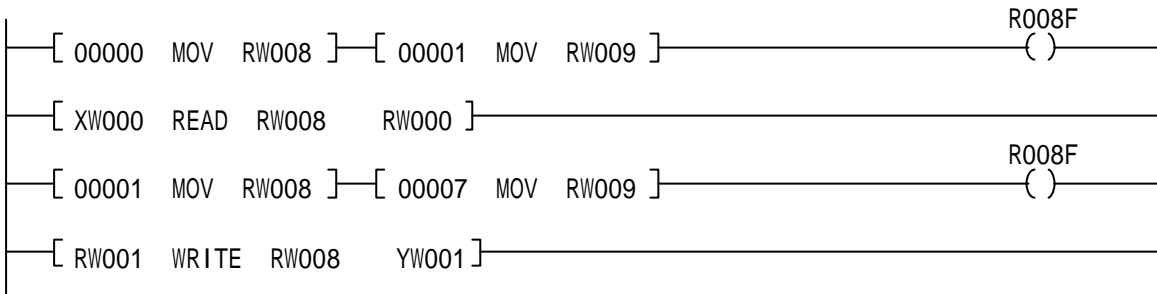 R008F
00000 MOV RW008 00001 MOV RW009
XW000 READ RW008 RW000
R008F
00001 MOV RW008 00007 MOV RW009
RW001 WRITE RW008 YW001